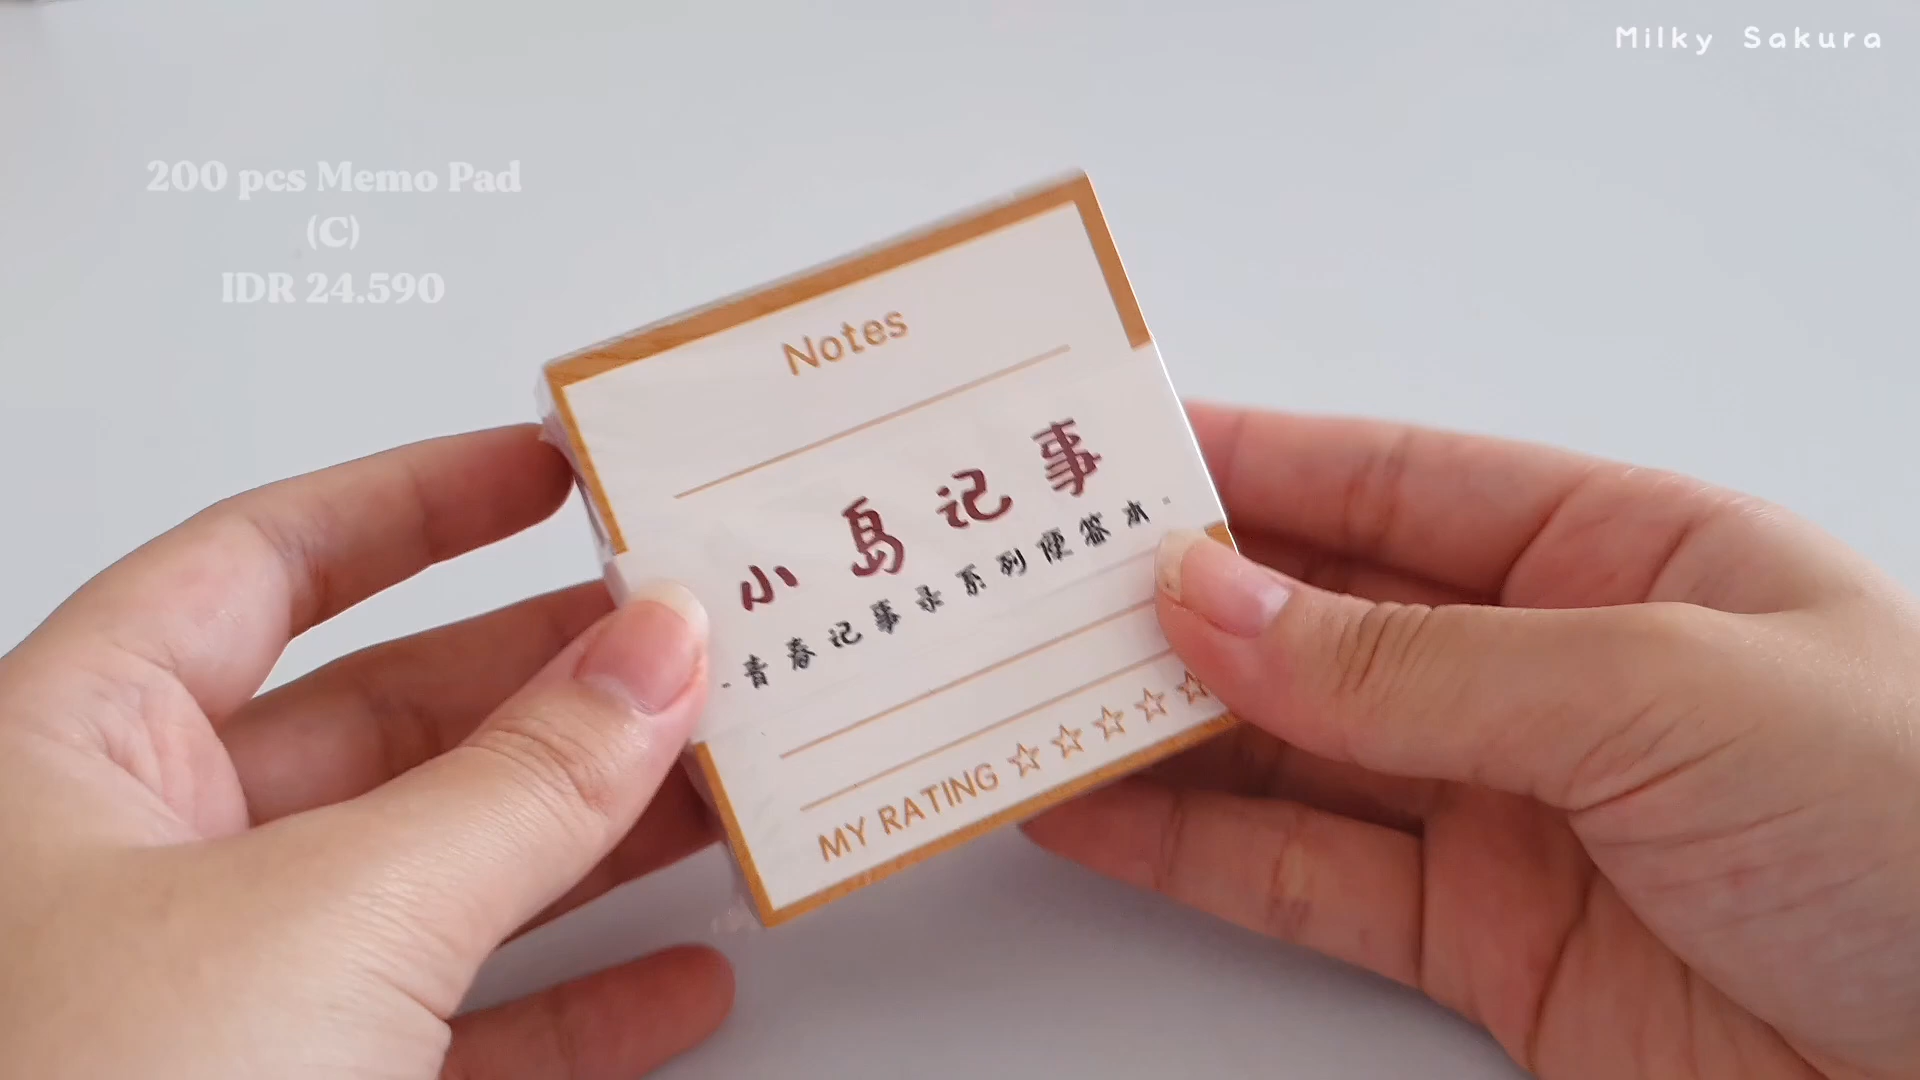 Milky Sakura
200 pcs Memo Pad
(C)
IDR 24.590
Notes
小岛记事
-青春记事录系列便签本-
MY RATING ☆☆☆☆☆